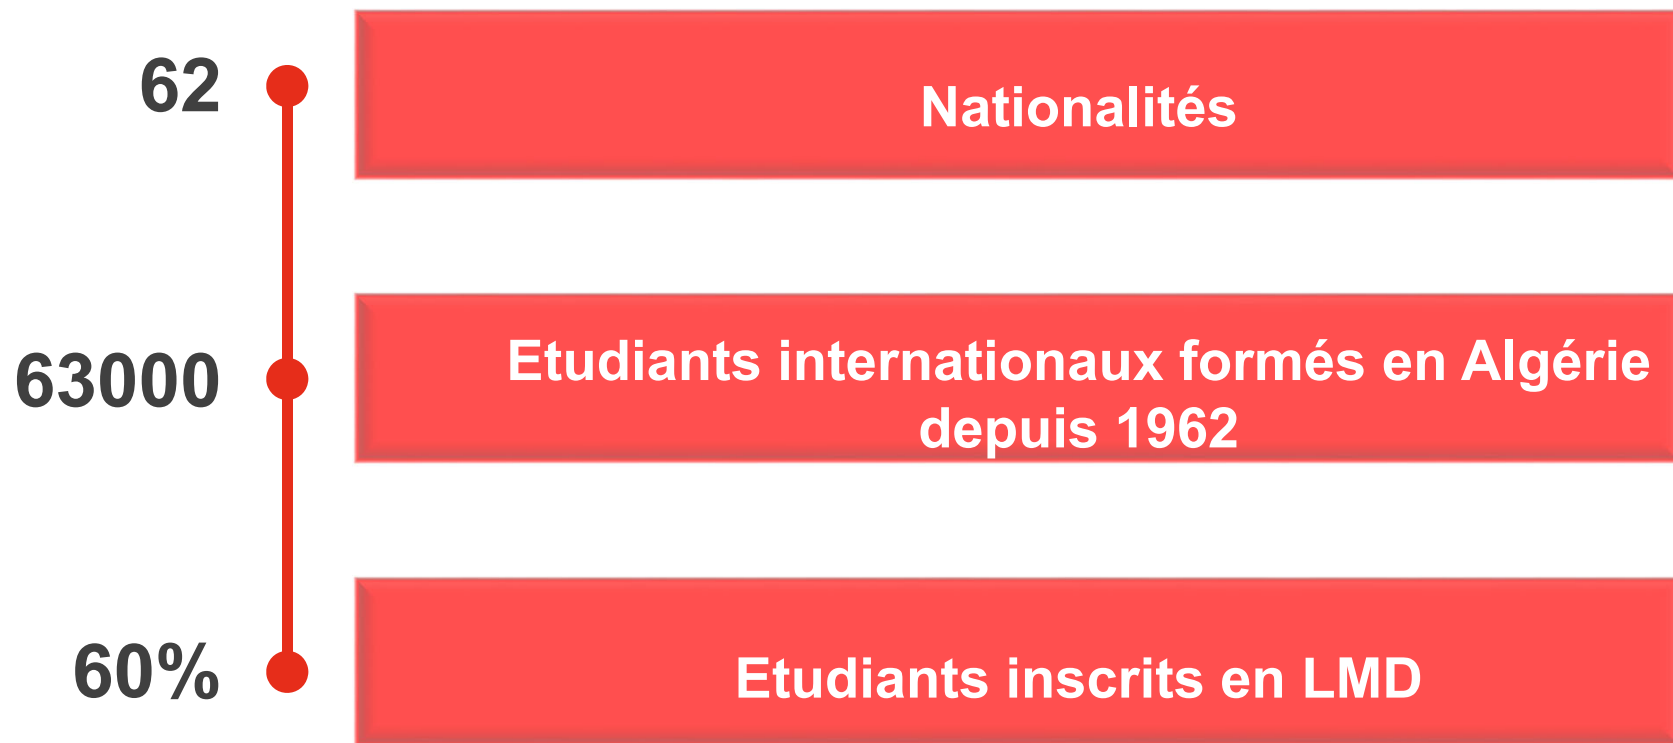 62
Nationalités
63000
Etudiants internationaux formés en Algérie
depuis 1962
60%
Etudiants inscrits en LMD